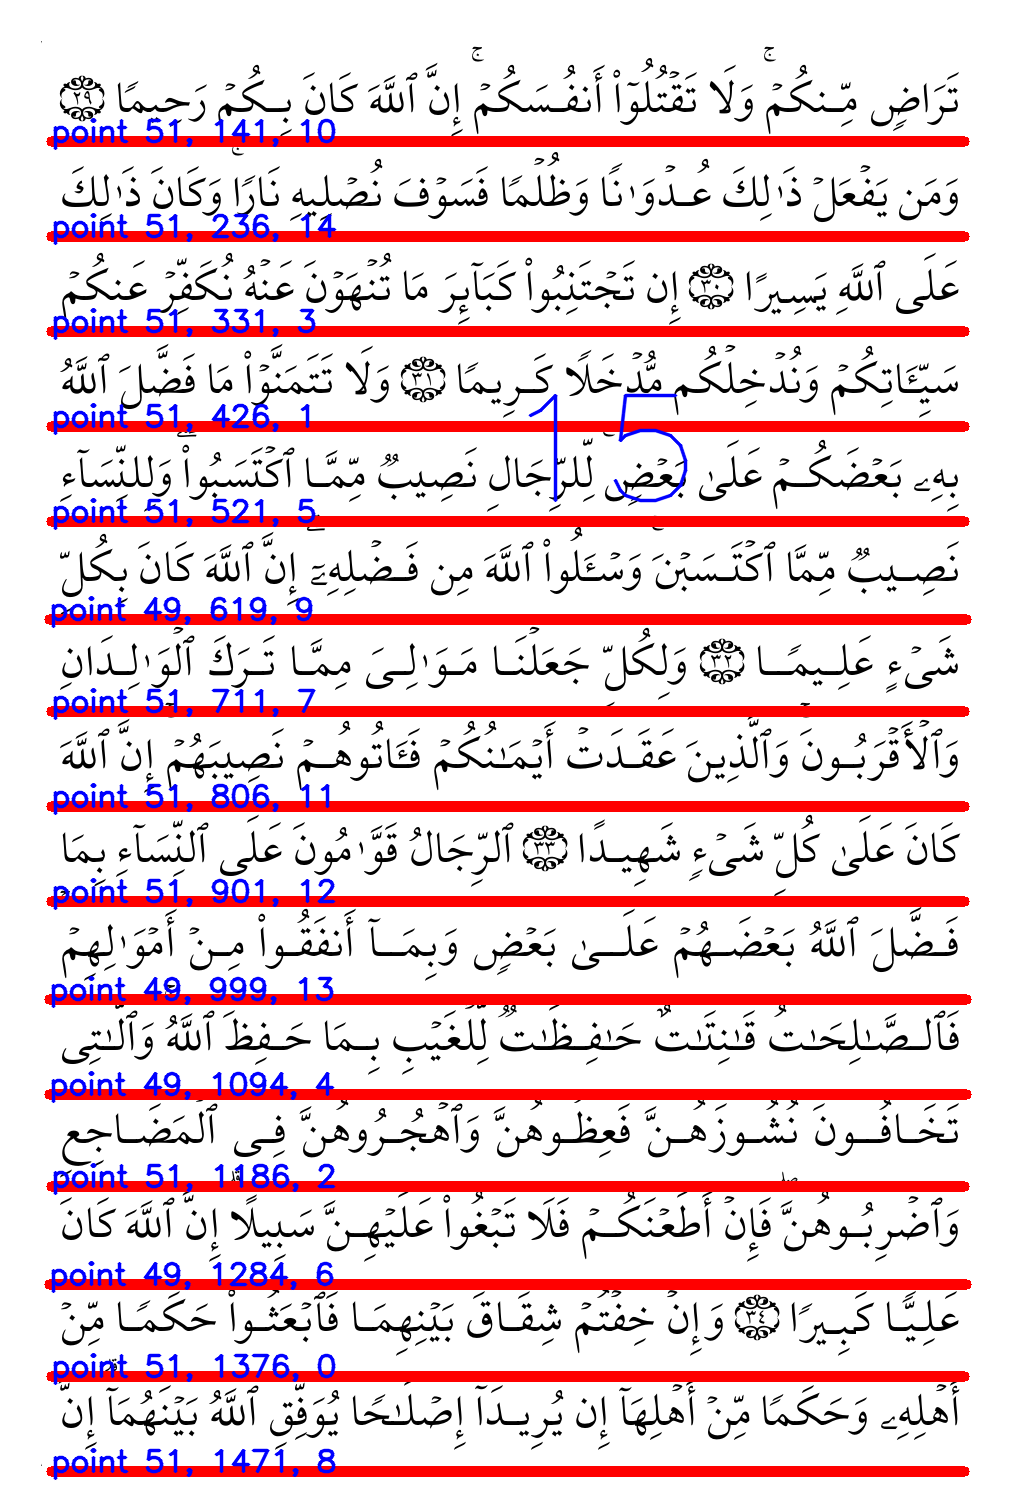 تَرَاضٍ مِّنكُمۡۚ وَلَا تَقۡتُلُوٓاْ أَنفُسَكُمۡۚ إِنَّ ٱللَّهَ كَانَ بِكُمۡ رَحِيمًا ٢٩
point 51, 141, 10
وَمَن يَفۡعَلۡ ذَٰلِكَ عُدۡوَٰنًا وَظُلۡمًا فَسَوۡفَ نُصۡلِيهِ نَارًاۚ وَكَانَ ذَٰلِكَ
point 51, 236, 14
عَلَى ٱللَّهِ يَسِيرًا ٣٠ إِن تَجۡتَنِبُواْ كَبَآئِرَ مَا تُنۡهَوۡنَ عَنۡهُ نُكَفِّرۡ عَنكُمۡ
point 51, 331, 3
سَيِّـَٔاتِكُمۡ وَنُدۡخِلۡكُم مُّدۡخَلًا كَرِيمًا ٣١ وَلَا تَتَمَنَّوۡاْ مَا فَضَّلَ ٱللَّهُ
point 51, 426, 1
15
بِهِۦ بَعۡضَكُمۡ عَلَىٰ بَعۡضٖۚ لِّلرِّجَالِ نَصِيبٞ مِّمَّا ٱكۡتَسَبُواْۖ وَلِلنِّسَآءِ
point 51, 521, 5
نَصِيبٞ مِّمَّا ٱكۡتَسَبۡنَۚ وَسۡـَٔلُواْ ٱللَّهَ مِن فَضۡلِهِۦٓۚ إِنَّ ٱللَّهَ كَانَ بِكُلِّ
point 49, 619, 9
شَيۡءٍ عَلِيمًا ٣٢ وَلِكُلّٖ جَعَلۡنَا مَوَٰلِيَ مِمَّا تَرَكَ ٱلۡوَٰلِدَانِ
point 51, 711, 7
وَٱلۡأَقۡرَبُونَۚ وَٱلَّذِينَ عَقَدَتۡ أَيۡمَٰنُكُمۡ فَـَٔاتُوهُمۡ نَصِيبَهُمۡۚ إِنَّ ٱللَّهَ
point 51, 806, 11
كَانَ عَلَىٰ كُلِّ شَيۡءٖ شَهِيدًا ٣٣ ٱلرِّجَالُ قَوَّٰمُونَ عَلَى ٱلنِّسَآءِ بِمَا
point 51, 901, 12
فَضَّلَ ٱللَّهُ بَعۡضَهُمۡ عَلَىٰ بَعۡضٖ وَبِمَآ أَنفَقُواْ مِنۡ أَمۡوَٰلِهِمۡۚ
point 49, 999, 13
فَٱلصَّٰلِحَٰتُ قَٰنِتَٰتٌ حَٰفِظَٰتٞ لِّلۡغَيۡبِ بِمَا حَفِظَ ٱللَّهُۚ وَٱلَّٰتِي
point 49, 1094, 4
تَخَافُونَ نُشُوزَهُنَّ فَعِظُوهُنَّ وَٱهۡجُرُوهُنَّ فِي ٱلۡمَضَاجِعِ
point 51, 1186, 2
وَٱضۡرِبُوهُنَّۖ فَإِنۡ أَطَعۡنَكُمۡ فَلَا تَبۡغُواْ عَلَيۡهِنَّ سَبِيلًاۗ إِنَّ ٱللَّهَ كَانَ
point 49, 1284, 6
عَلِيّٗا كَبِيرًا ٣٤ وَإِنۡ خِفۡتُمۡ شِقَاقَ بَيۡنِهِمَا فَٱبۡعَثُواْ حَكَمًا مِّنۡ
point 51, 1376, 0
أَهۡلِهِۦ وَحَكَمًا مِّنۡ أَهۡلِهَآ إِن يُرِيدَآ إِصۡلَٰحًا يُوَفِّقِ ٱللَّهُ بَيۡنَهُمَآۗ إِنَّ
point 51, 1471, 8